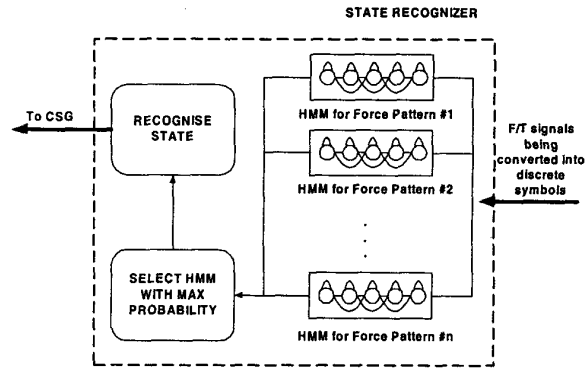 STATE RECOGNIZER
To CSG
RECOGNISE
STATE
HMM for Force Pattern #1
HMM for Force Pattern #2
F/T signals
being
converted into
discrete
symbols
SELECT HMM
WITH MAX
PROBABILITY
HMM for Force Pattern #n